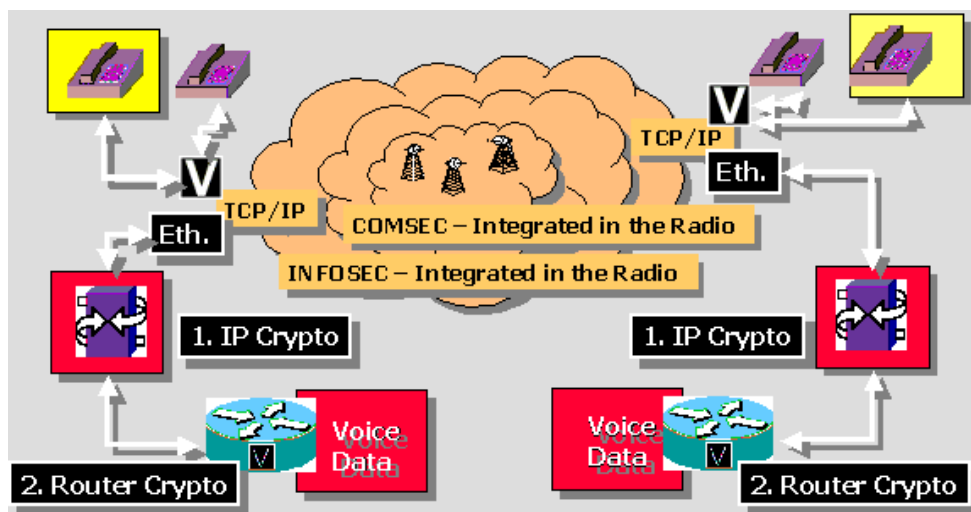 V
V
TCP/IP
TCP/IP
Eth.
Eth.
COMSEC – Integrated in the Radio
INFOSEC – Integrated in the Radio
1. IP Crypto
1. IP Crypto
Voice
Data
V
Voice
Data
V
2. Router Crypto
2. Router Crypto